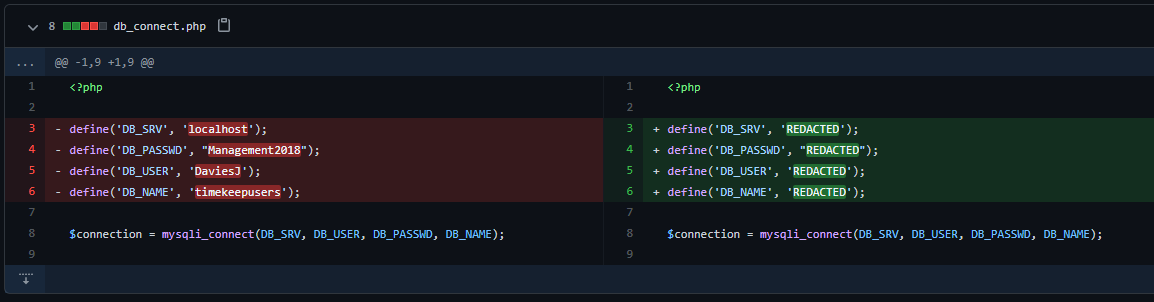 8 db_connect.php
... @@ -1,9 +1,9 @@
1 <?php
2
3 - define('DB_SRV', 'localhost');
4 - define('DB_PASSWD', "Management2018");
5 - define('DB_USER', 'DaviesJ');
6 - define('DB_NAME', 'timekeepusers');
7
8 $connection = mysqli_connect(DB_SRV, DB_USER, DB_PASSWD, DB_NAME);
9
1 <?php
2
3 + define('DB_SRV', 'REDACTED');
4 + define('DB_PASSWD', "REDACTED");
5 + define('DB_USER', 'REDACTED');
6 + define('DB_NAME', 'REDACTED');
7
8 $connection = mysqli_connect(DB_SRV, DB_USER, DB_PASSWD, DB_NAME);
9